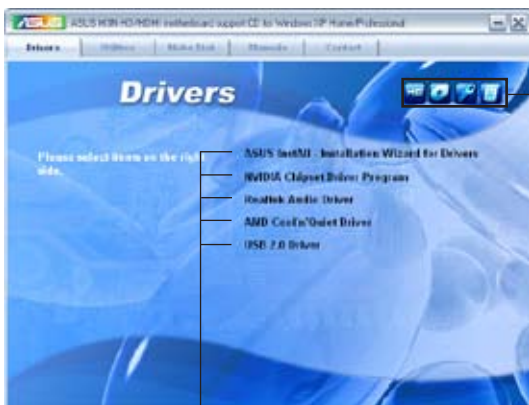 ASUS M3N-HD/HDMI motherboard support CD for Windows XP Home/Professional
Drivers
Utilities
Make Disk
Manuals
Contact
Drivers
Please select items on the right side.
ASUS InstAll - Installation Wizard for Drivers
NVIDIA Chipset Driver Program
Realtek Audio Driver
AMD Cool'n'Quiet Driver
USB 2.0 Driver